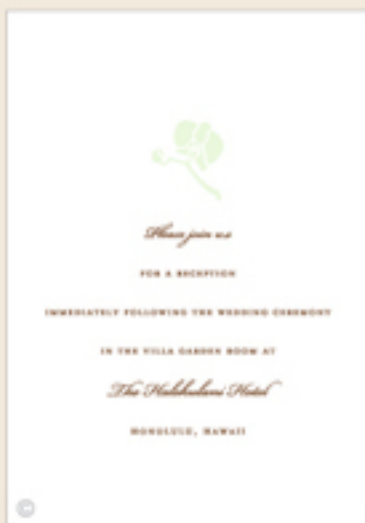 Please join us
FOR A RECEPTION
IMMEDIATELY FOLLOWING THE WEDDING CEREMONY
IN THE VILLA GARDEN ROOM AT
The Halekulani Hotel
HONOLULU, HAWAII